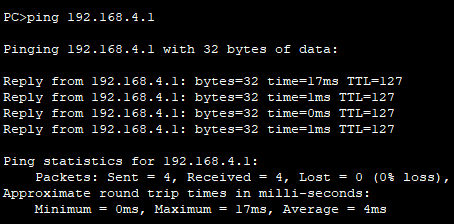 PC>ping 192.168.4.1
Pinging 192.168.4.1 with 32 bytes of data:
Reply from 192.168.4.1: bytes=32 time=17ms TTL=127
Reply from 192.168.4.1: bytes=32 time=1ms TTL=127
Reply from 192.168.4.1: bytes=32 time=0ms TTL=127
Reply from 192.168.4.1: bytes=32 time=1ms TTL=127
Ping statistics for 192.168.4.1:
    Packets: Sent = 4, Received = 4, Lost = 0 (0% loss),
Approximate round trip times in milli-seconds:
    Minimum = 0ms, Maximum = 17ms, Average = 4ms